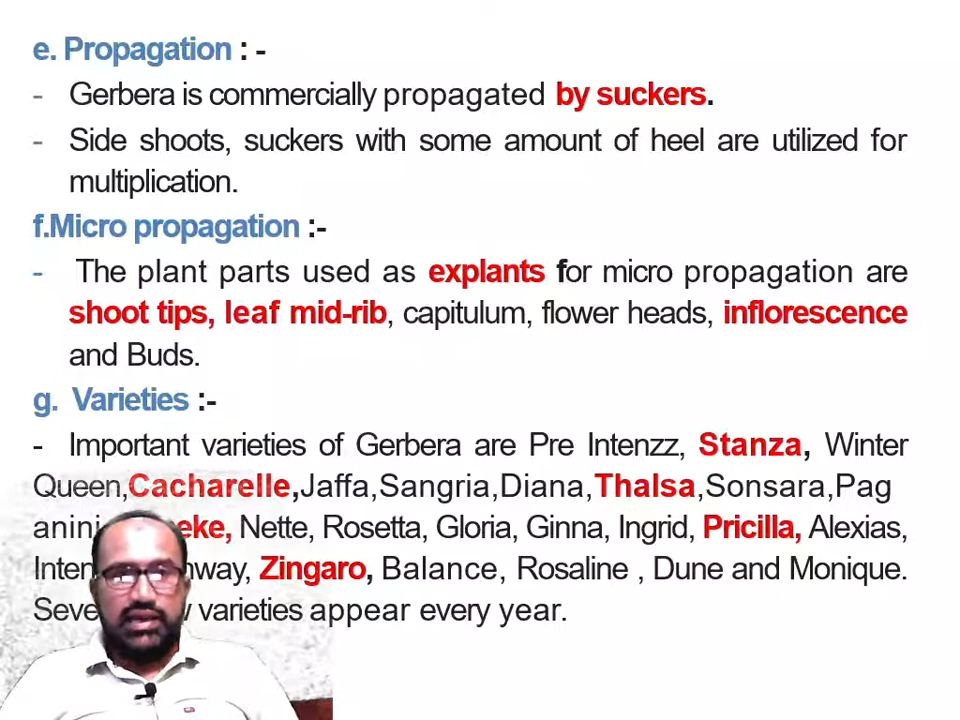 e. Propagation : -
- Gerbera is commercially propagated by suckers.
- Side shoots, suckers with some amount of heel are utilized for
multiplication.
f.Micro propagation :-
- The plant parts used as explants for micro propagation are
shoot tips, leaf mid-rib, capitulum, flower heads, inflorescence
and Buds.
g. Varieties :-
- Important varieties of Gerbera are Pre Intenzz, Stanza, Winter
Queen,Cacharelle,Jaffa,Sangria,Diana,Thalsa,Sonsara,Pag
anini, Nette, Rosetta, Gloria, Ginna, Ingrid, Pricilla, Alexias,
Zingaro, Balance, Rosaline , Dune and Monique.
varieties appear every year.